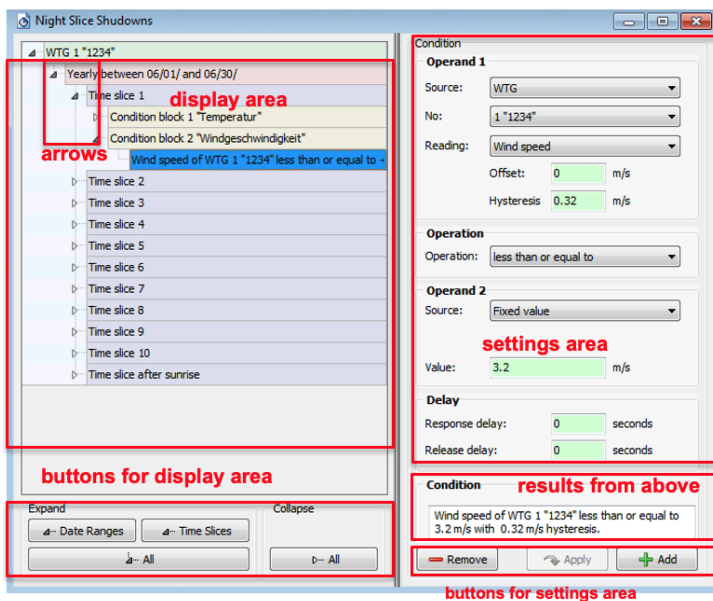 Night Slice Shudowns
WTG 1 "1234"
Yearly between 06/01/ and 06/30/
Time slice 1
display area
Condition block 1 "Temperatur"
Condition block 2 "Windgeschwindigkeit"
arrows
Wind speed of WTG 1 "1234" less than or equal to
Time slice 2
Time slice 3
Time slice 4
Time slice 5
Time slice 6
Time slice 7
Time slice 8
Time slice 9
Time slice 10
Time slice after sunrise
buttons for display area
Expand
Date Ranges
Time Slices
All
Collapse
All
Condition
Operand 1
Source: WTG
No: 1 "1234"
Reading: Wind speed
Offset: 0 m/s
Hysteresis 0.32 m/s
Operation
Operation: less than or equal to
Operand 2
Source: Fixed value
settings area
Value: 3.2 m/s
Delay
Response delay: 0 seconds
Release delay: 0 seconds
Condition
results from above
Wind speed of WTG 1 "1234" less than or equal to
3.2 m/s with 0.32 m/s hysteresis.
Remove
Apply
Add
buttons for settings area